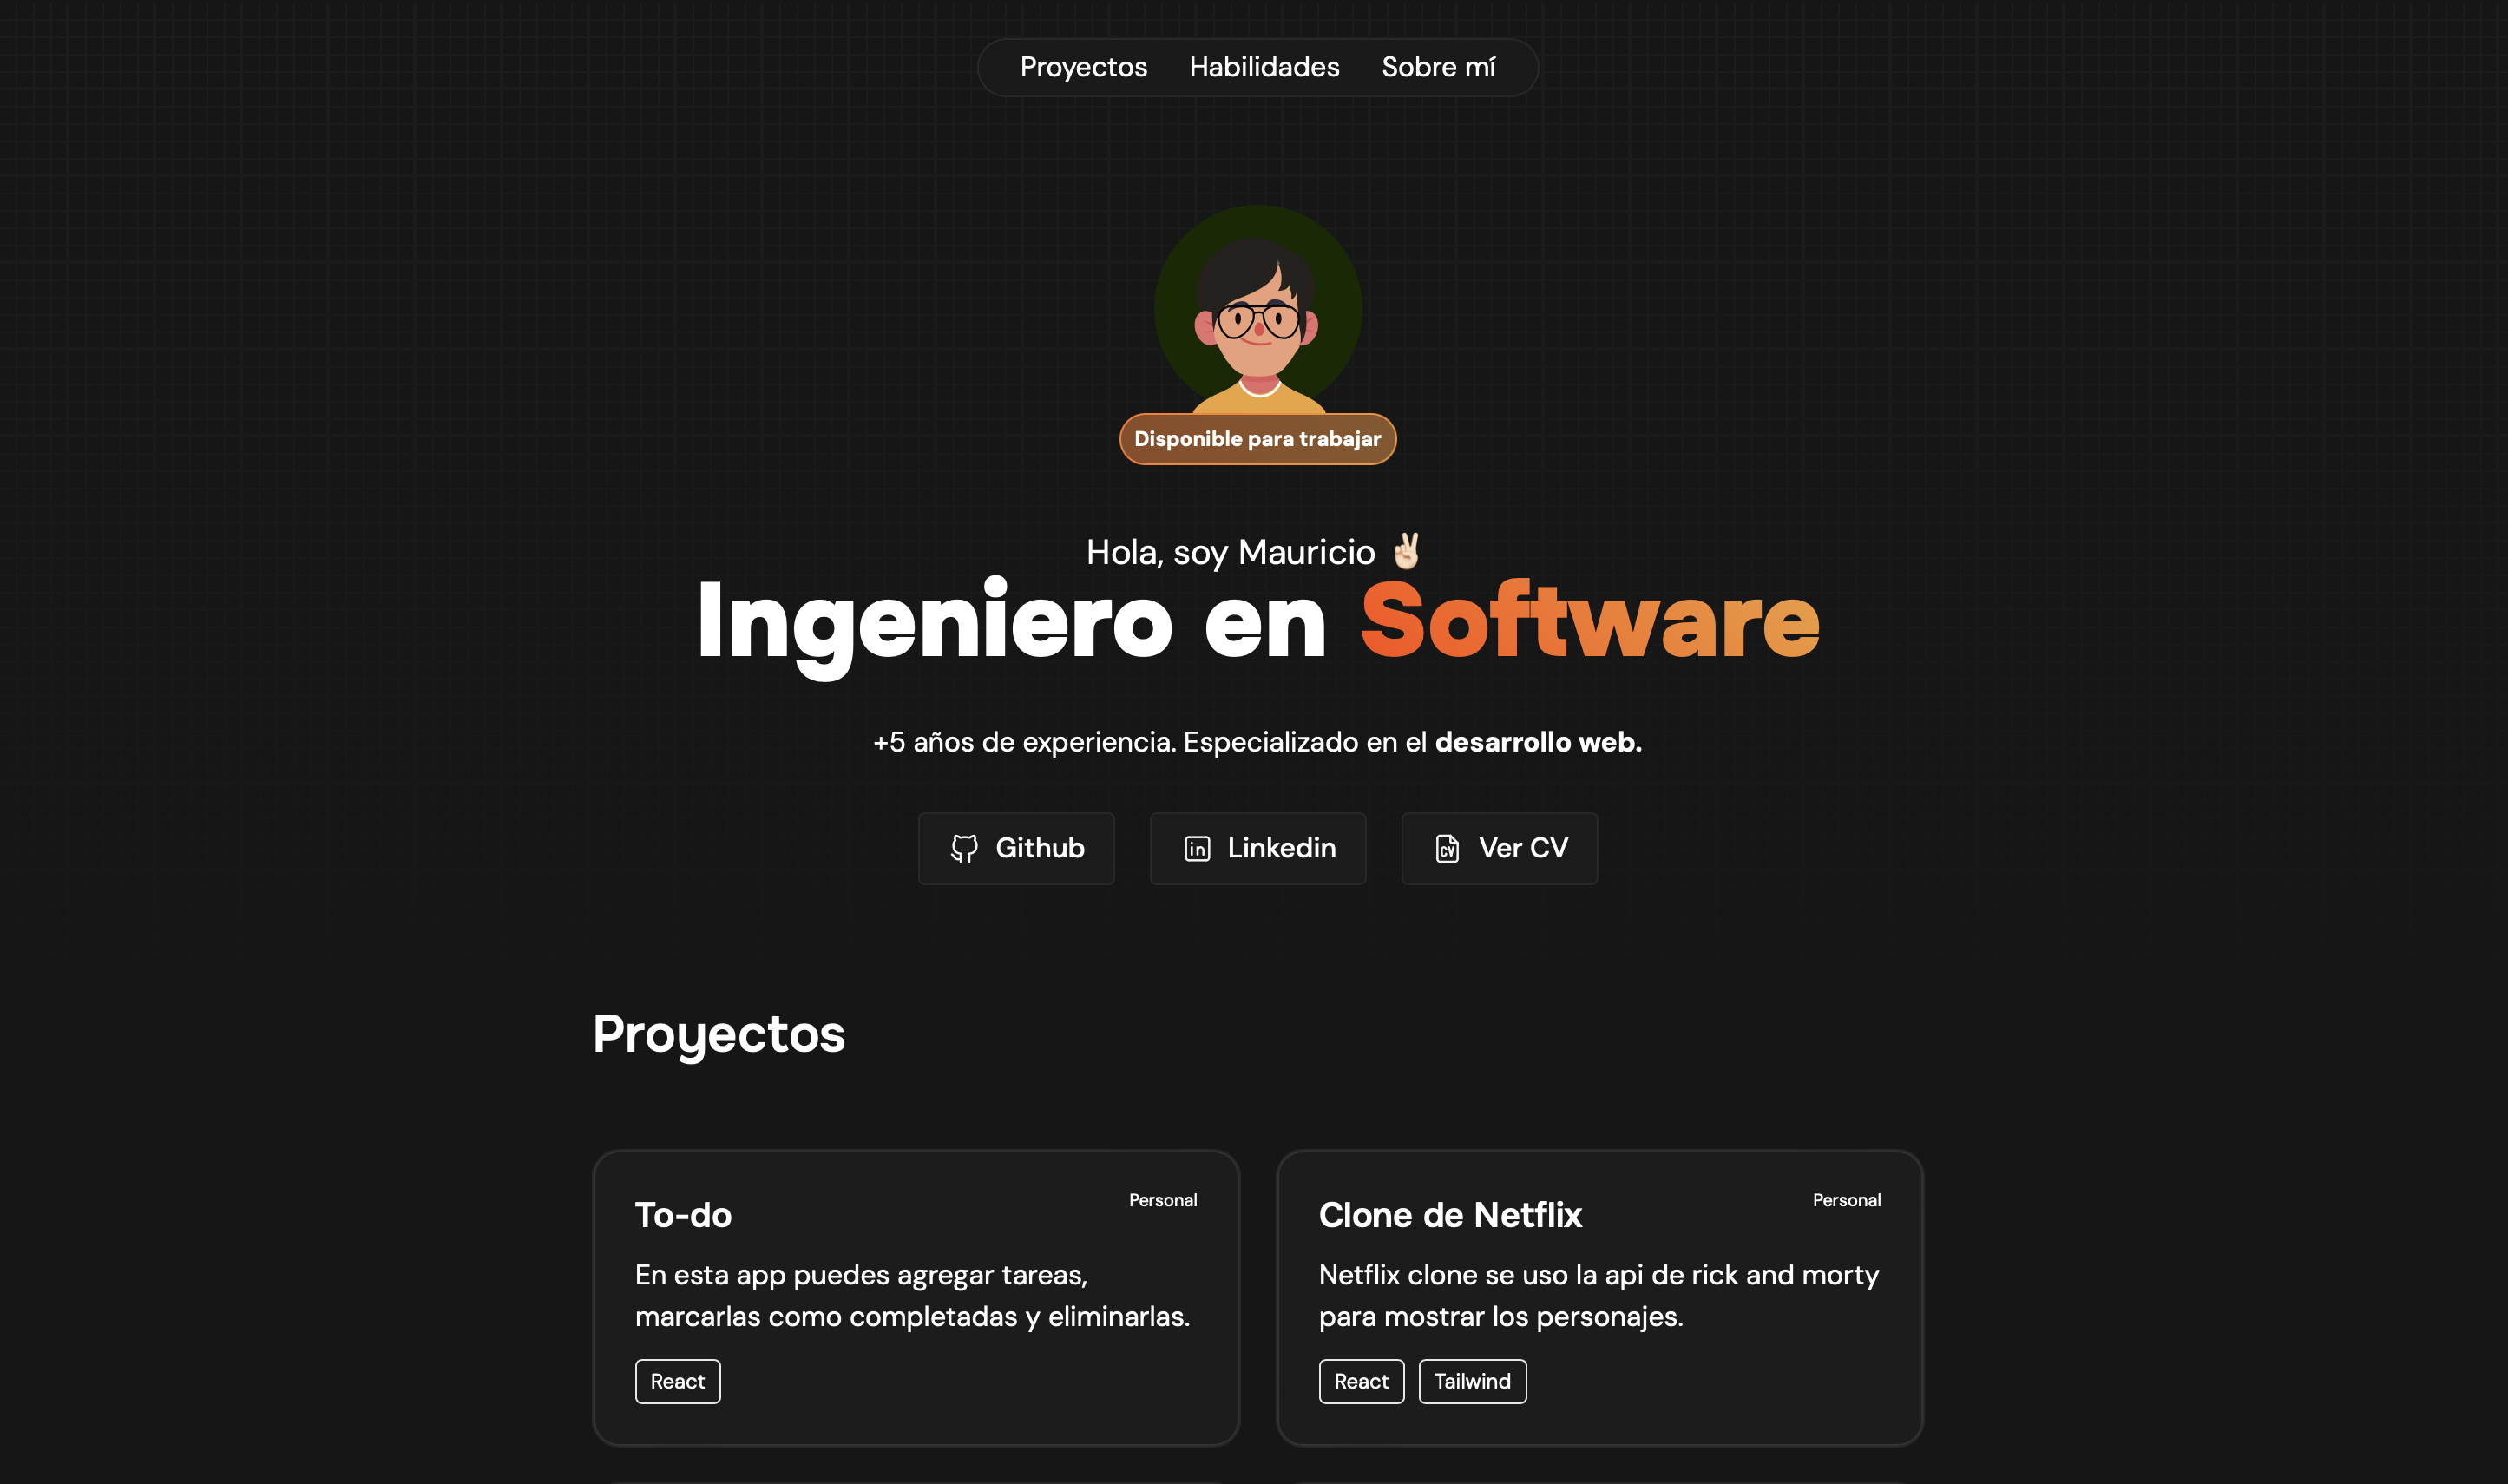 Proyectos Habilidades Sobre mí
Disponible para trabajar
Hola, soy Mauricio ✌🏻
Ingeniero en Software
+5 años de experiencia. Especializado en el desarrollo web.
Github
Linkedin
Ver CV
Proyectos
To-do
Personal
En esta app puedes agregar tareas,
marcarlas como completadas y eliminarlas.
React
Clone de Netflix
Personal
Netflix clone se uso la api de rick and morty
para mostrar los personajes.
React Tailwind